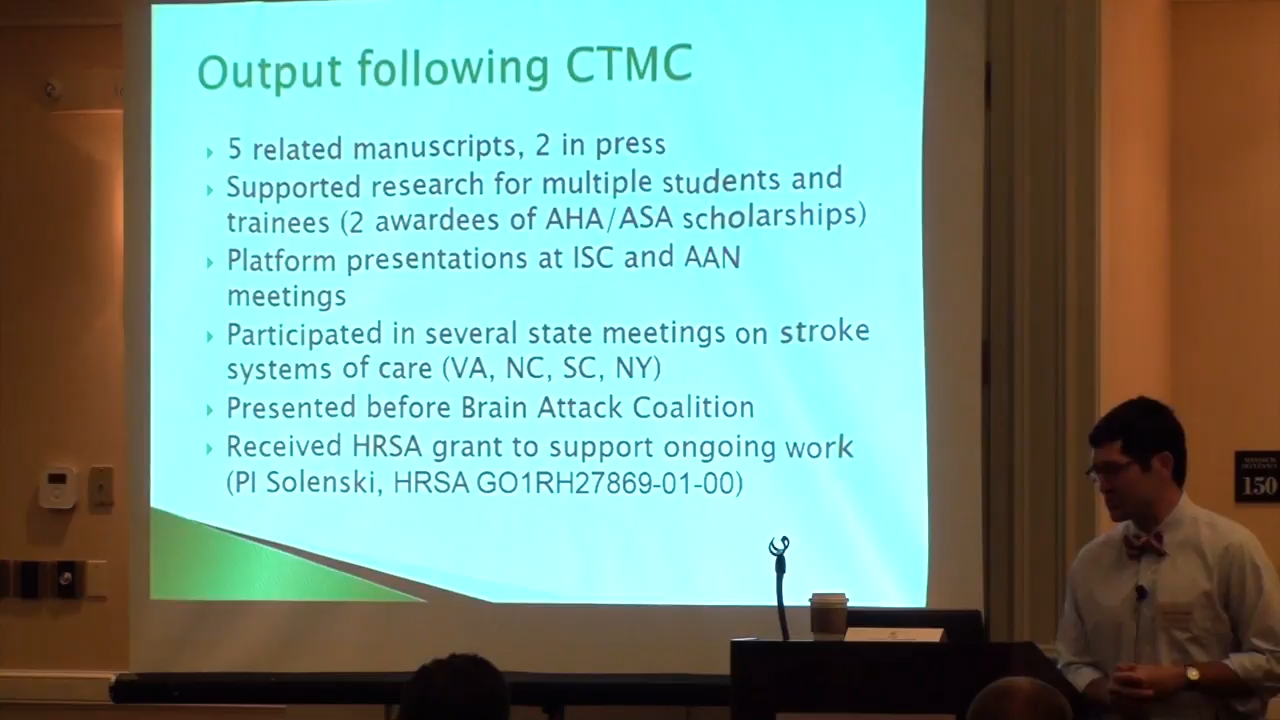 Output following CTMC
5 related manuscripts, 2 in press
Supported research for multiple students and
trainees (2 awardees of AHA/ASA scholarships)
Platform presentations at ISC and AAN
meetings
Participated in several state meetings on stroke
systems of care (VA, NC, SC, NY)
Presented before Brain Attack Coalition
Received HRSA grant to support ongoing work
(PI Solenski, HRSA GO1RH27869-01-00)
150